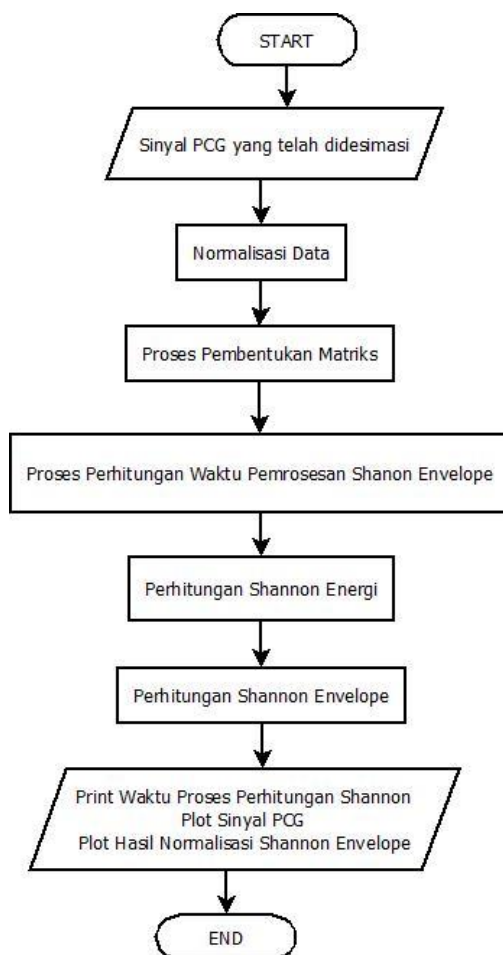 START
Sinyal PCG yang telah didesimasi
Normalisasi Data
Proses Pembentukan Matriks
Proses Perhitungan Waktu Pemrosesan Shanon Envelope
Perhitungan Shannon Energi
Perhitungan Shannon Envelope
Print Waktu Proses Perhitungan Shannon
Plot Sinyal PCG
Plot Hasil Normalisasi Shannon Envelope
END